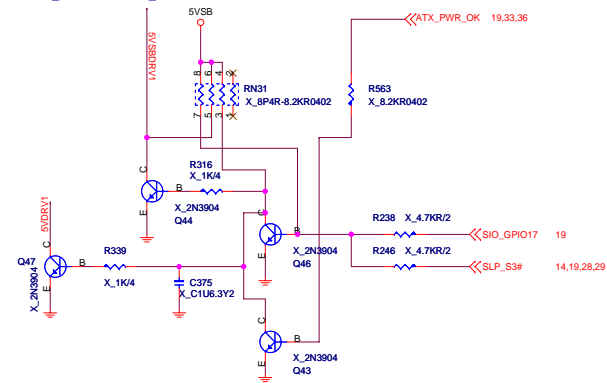 5VSB
ATX_PWR_OK 19,33,36
5VSBDRV1
8 6 4 2
RN31
X_8P4R-8.2KR0402
R563
X_8.2KR0402
7 5 3 1
R316
X_1K/4
C
B
E
X_2N3904
Q44
R238 X_4.7KR/2
SIO_GPIO17 19
5VDRV1
C
B
X_2N3904
Q46
E
R246 X_4.7KR/2
SLP_S3# 14,19,28,29
Q47
C
B
E
X_2N3904
R339
X_1K/4
C375
X_C1U6.3Y2
C
B
E
X_2N3904
Q43